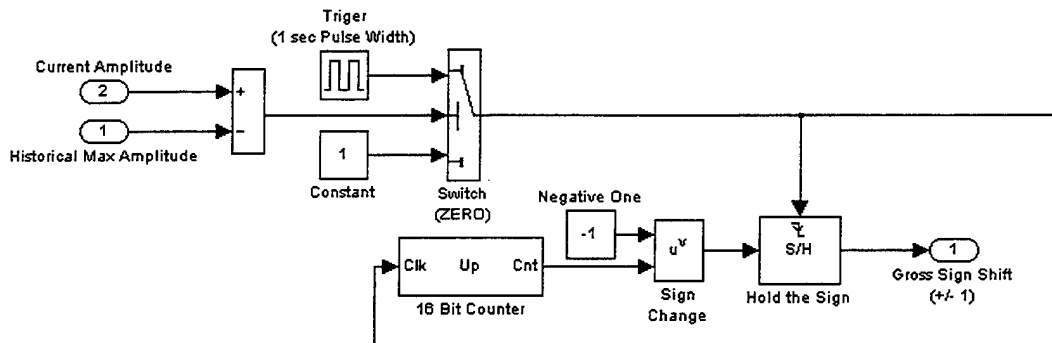 Triger
(1 sec Pulse Width)
Current Amplitude
2
1
Historical Max Amplitude
+
−
1
Constant
Switch
(ZERO)
Negative One
-1
Clk Up Cnt
16 Bit Counter
u^v
Sign
Change
S/H
Hold the Sign
1
Gross Sign Shift
(+/- 1)